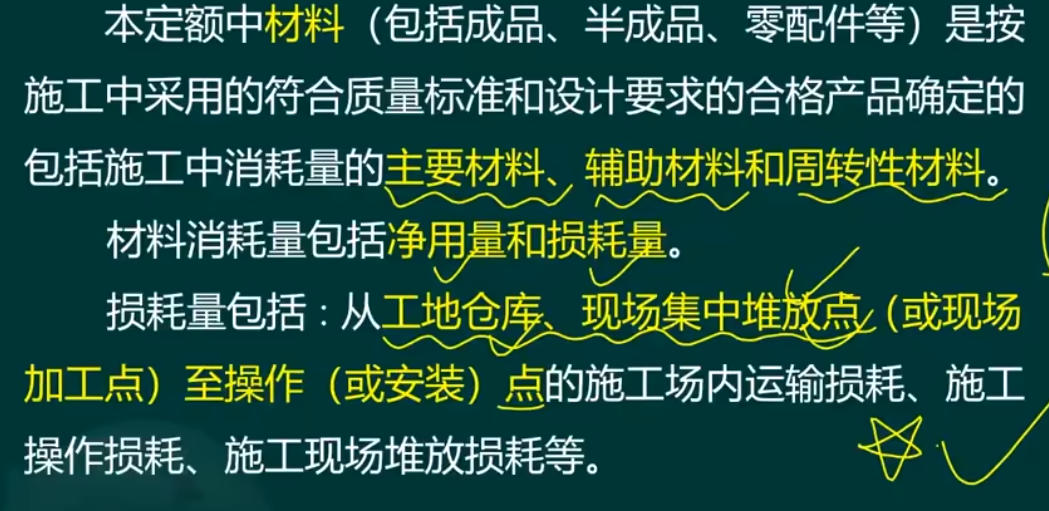 本定额中材料（包括成品、半成品、零配件等）是按
施工中采用的符合质量标准和设计要求的合格产品确定的
包括施工中消耗量的主要材料、辅助材料和周转性材料。
材料消耗量包括净用量和损耗量。
损耗量包括：从工地仓库、现场集中堆放点（或现场
加工点）至操作（或安装）点的施工场内运输损耗、施工
操作损耗、施工现场堆放损耗等。